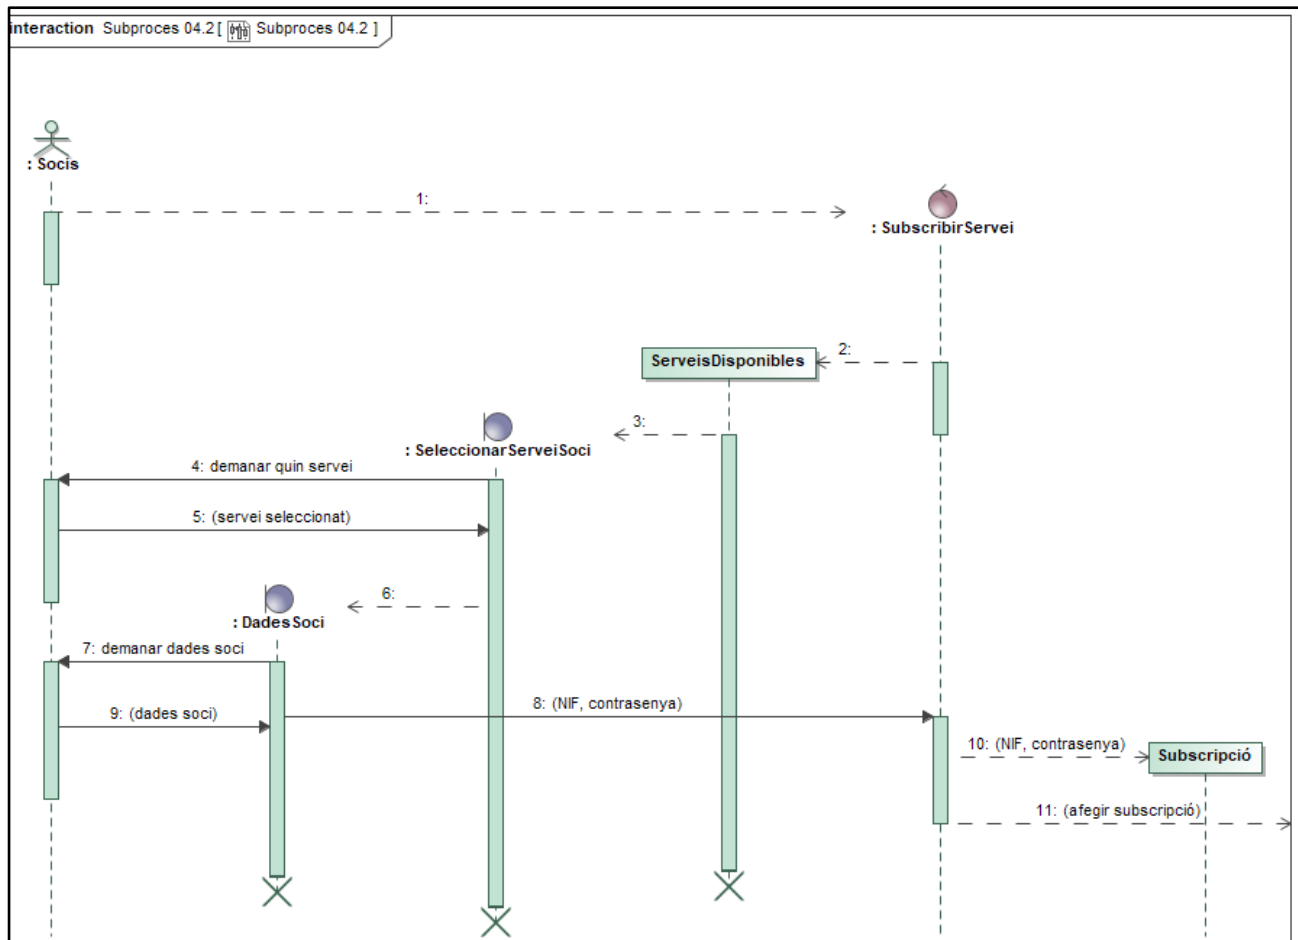 interaction Subproces 04.2 [ Subproces 04.2 ]
: Socis
1:
: SubscribirServei
ServeisDisponibles
2:
3:
: SeleccionarServeiSoci
4: demanar quin servei
5: (servei seleccionat)
6:
: DadesSoci
7: demanar dades soci
8: (NIF, contrasenya)
9: (dades soci)
10: (NIF, contrasenya)
Subscripció
11: (afegir subscripció)